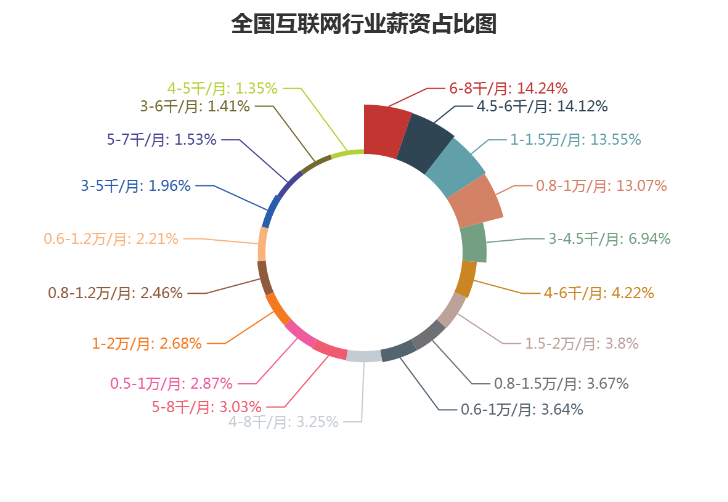 全国互联网行业薪资占比图
6-8千/月: 14.24%
4.5-6千/月: 14.12%
1-1.5万/月: 13.55%
0.8-1万/月: 13.07%
3-4.5千/月: 6.94%
4-6千/月: 4.22%
1.5-2万/月: 3.8%
0.8-1.5万/月: 3.67%
0.6-1万/月: 3.64%
4-8千/月: 3.25%
5-8千/月: 3.03%
0.5-1万/月: 2.87%
1-2万/月: 2.68%
0.8-1.2万/月: 2.46%
0.6-1.2万/月: 2.21%
3-5千/月: 1.96%
5-7千/月: 1.53%
3-6千/月: 1.41%
4-5千/月: 1.35%